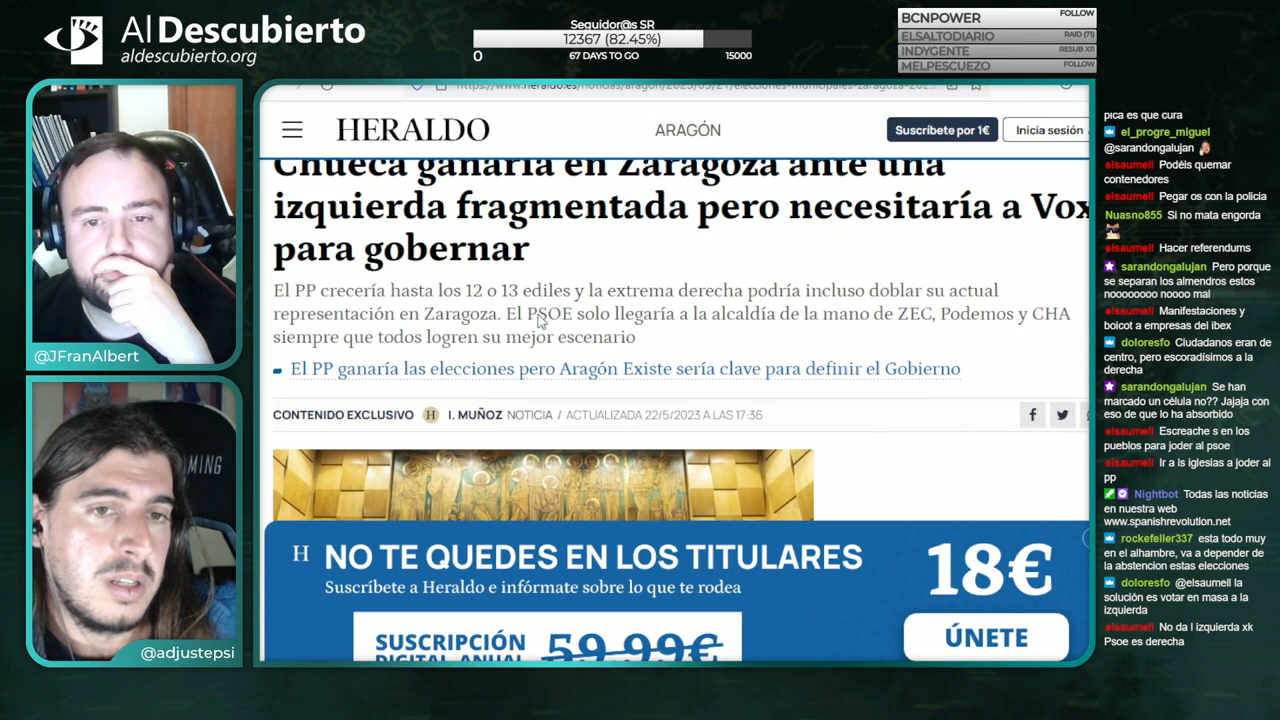 Al Descubierto
aldescubierto.org
Seguidor@s SR
12367 (82.45%)
0
67 DAYS TO GO
15000
BCNPOWER FOLLOW
ELSALTODIARIO RAID (71)
INDYGENTE RESUB X11
MELPESCUEZO FOLLOW
@JFranAlbert
GAMING
@adjustepsi
HERALDO
ARAGÓN
Suscríbete por 1€
Inicia sesión
Chueca ganaría en Zaragoza ante una
izquierda fragmentada pero necesitaría a Vox
para gobernar
El PP crecería hasta los 12 o 13 ediles y la extrema derecha podría incluso doblar su actual
representación en Zaragoza. El PSOE solo llegaría a la alcaldía de la mano de ZEC, Podemos y CHA
siempre que todos logren su mejor escenario
El PP ganaría las elecciones pero Aragón Existe sería clave para definir el Gobierno
CONTENIDO EXCLUSIVO H I. MUÑOZ NOTICIA / ACTUALIZADA 22/5/2023 A LAS 17:36
H NO TE QUEDES EN LOS TITULARES
Suscríbete a Heraldo e infórmate sobre lo que te rodea
18€
SUSCRIPCIÓN
DIGITAL ANUAL
59,99€
ÚNETE
pica es que cura
el_progre_miguel
@sarandongalujan
elsaumell Podéis quemar
contenedores
elsaumell Pegar os con la policia
Nuasno855 Si no mata engorda
elsaumell Hacer referendums
sarandongalujan Pero porque
se separan los almendros estos
nooooooo noooo mal
elsaumell Manifestaciones y
boicot a empresas del ibex
doloresfo Ciudadanos eran de
centro, pero escoradísimos a la
derecha
sarandongalujan Se han
marcado un célula no?? Jajaja con
eso de que lo ha absorbido
elsaumell Escreache s en los
pueblos para joder al psoe
elsaumell Ir a ls iglesias a joder al
pp
Nightbot Todas las noticias
en nuestra web
www.spanishrevolution.net
rockefeller337 esta todo muy
en el alhambre, va a depender de
la abstencion estas elecciones
doloresfo @elsaumell la
solución es votar en masa a la
izquierda
elsaumell No da l izquierda xk
Psoe es derecha